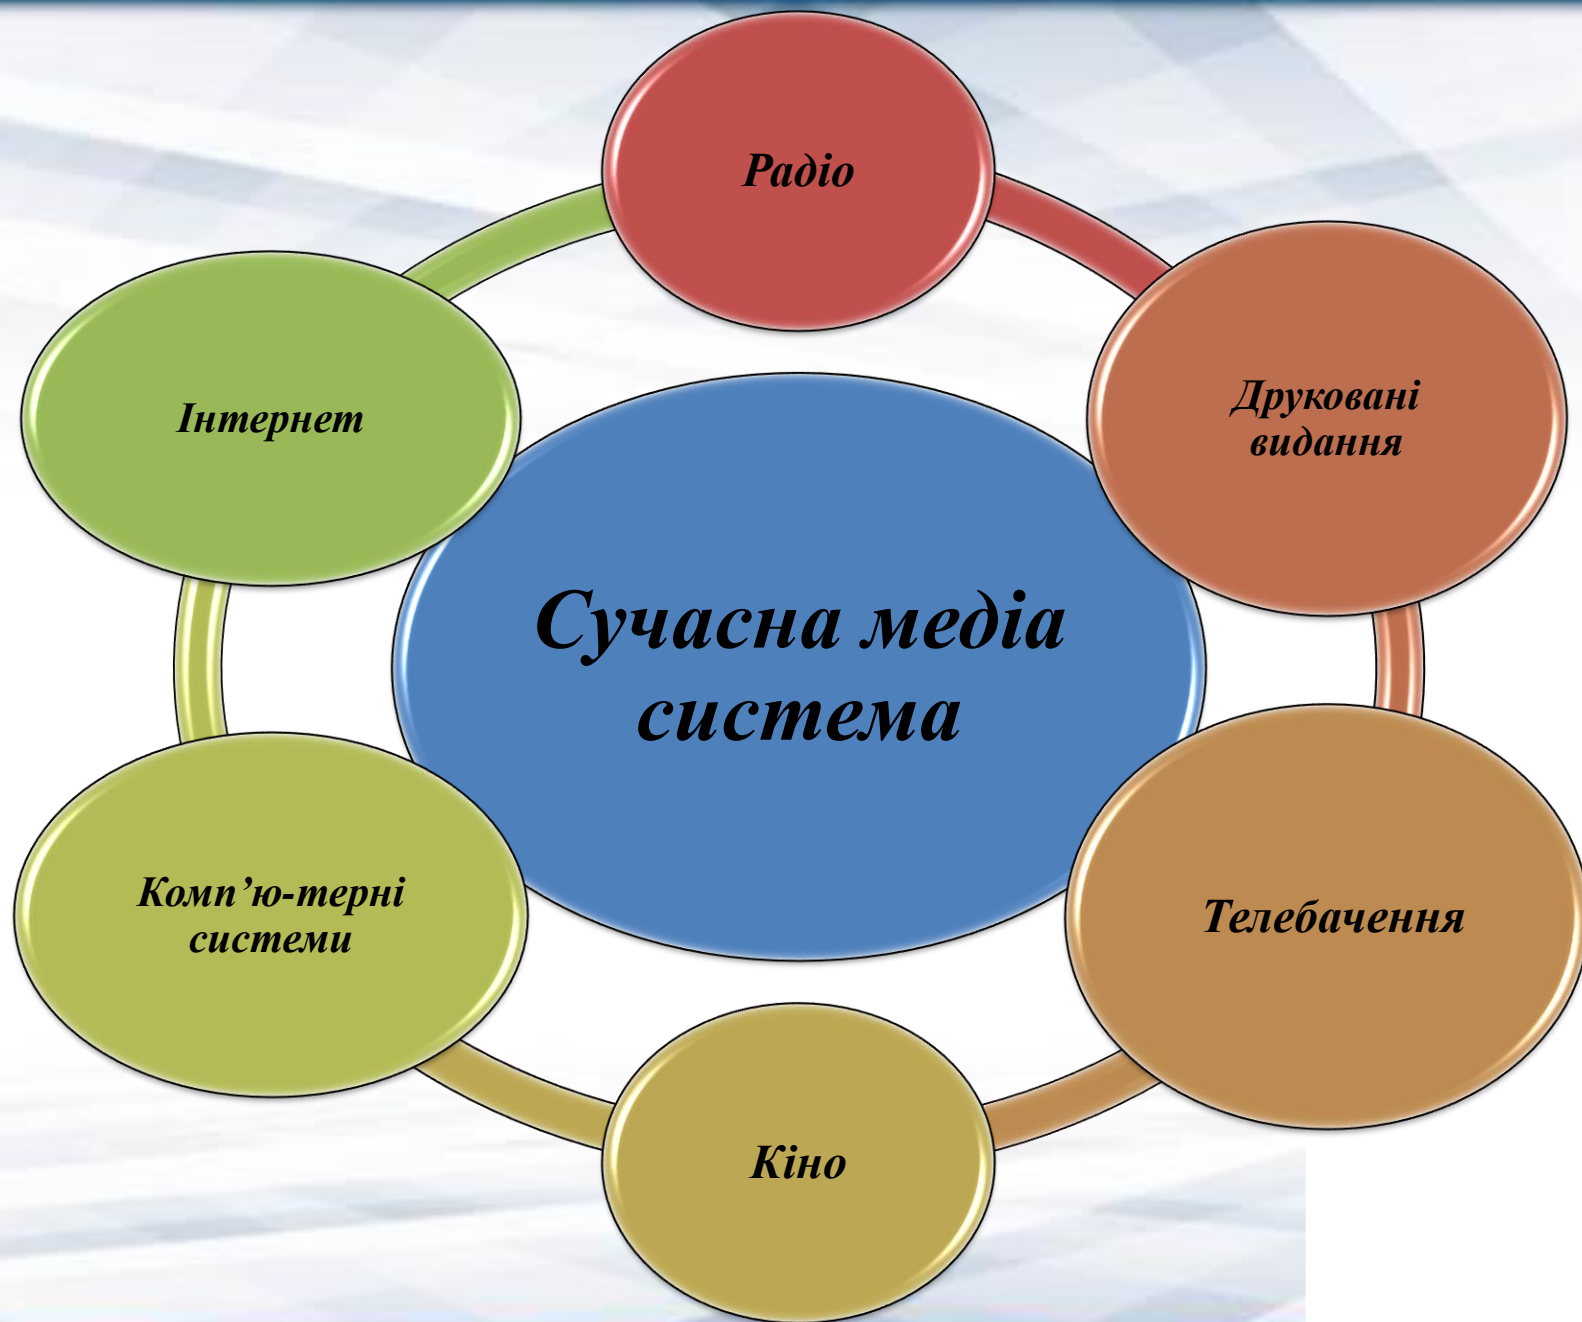 Радіо
Друковані
видання
Інтернет
Сучасна медіа
система
Комп’ю-терні
системи
Телебачення
Кіно